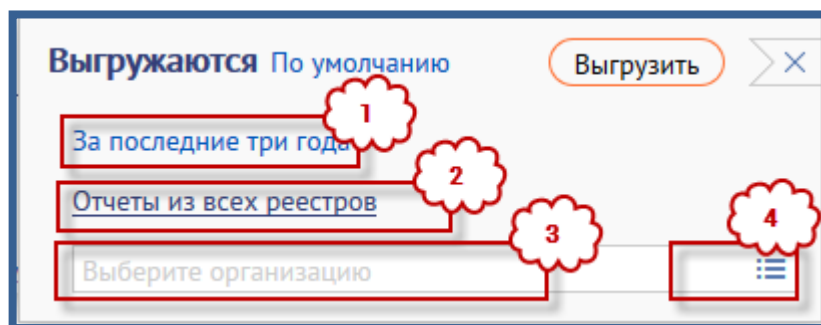 Выгружаются По умолчанию Выгрузить
1
За последние три года
2
Отчеты из всех реестров
3
4
Выберите организацию